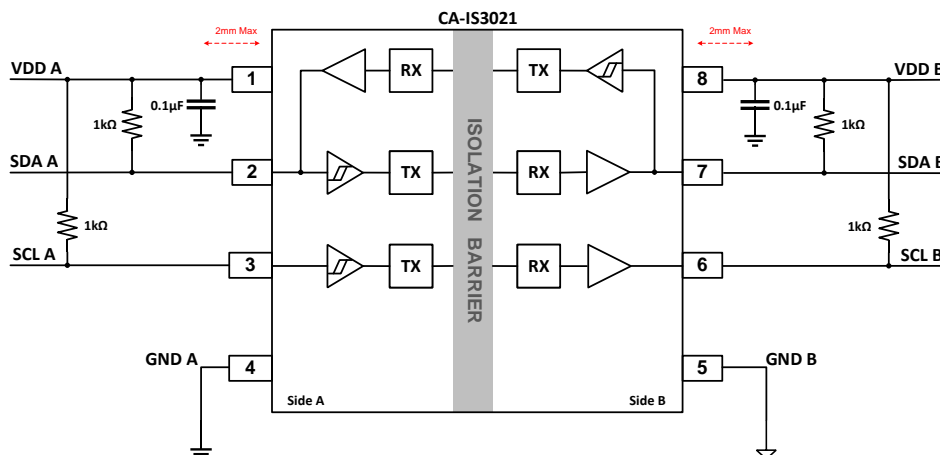 CA-IS3021
2mm Max
2mm Max
VDD A
1
RX
TX
8
VDD B
0.1µF
0.1µF
1kΩ
1kΩ
SDA A
2
TX
RX
7
SDA B
ISOLATION BARRIER
1kΩ
1kΩ
SCL A
3
TX
RX
6
SCL B
GND A
4
5
GND B
Side A
Side B